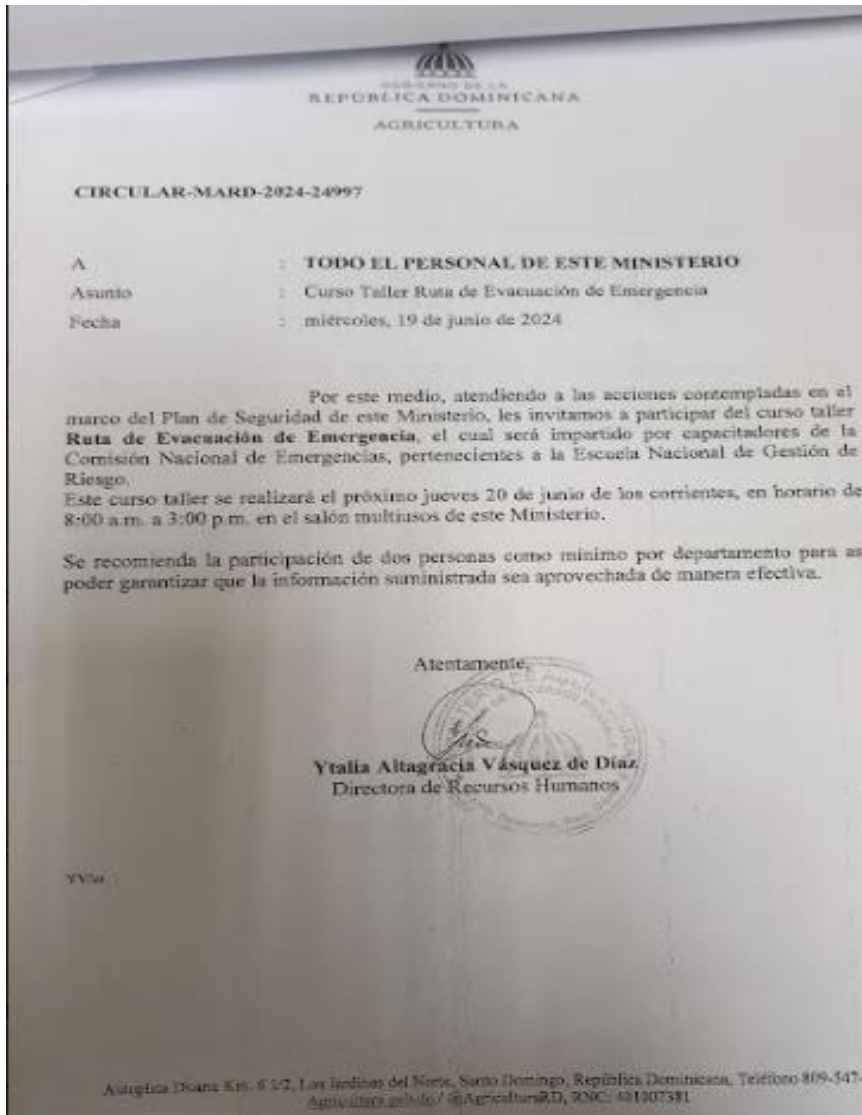 GOBIERNO DE LA
REPÚBLICA DOMINICANA
AGRICULTURA
CIRCULAR-MARD-2024-24997
A : TODO EL PERSONAL DE ESTE MINISTERIO
Asunto : Curso Taller Ruta de Evacuación de Emergencia
Fecha : miércoles, 19 de junio de 2024
Por este medio, atendiendo a las acciones contempladas en el
marco del Plan de Seguridad de este Ministerio, les invitamos a participar del curso taller
Ruta de Evacuación de Emergencia, el cual será impartido por capacitadores de la
Comisión Nacional de Emergencias, pertenecientes a la Escuela Nacional de Gestión de
Riesgo.
Este curso taller se realizará el próximo jueves 20 de junio de los corrientes, en horario de
8:00 a.m. a 3:00 p.m. en el salón multiusos de este Ministerio.
Se recomienda la participación de dos personas como mínimo por departamento para as
poder garantizar que la información suministrada sea aprovechada de manera efectiva.
Atentamente,
Ytalia Altagracia Vásquez de Díaz
Directora de Recursos Humanos
Autopista Duarte Km. 6 1/2, Los Jardines del Norte, Santo Domingo, República Dominicana, Teléfono 809-547-
Agricultura.gob.do / @AgriculturaRD, RNC: 401007381